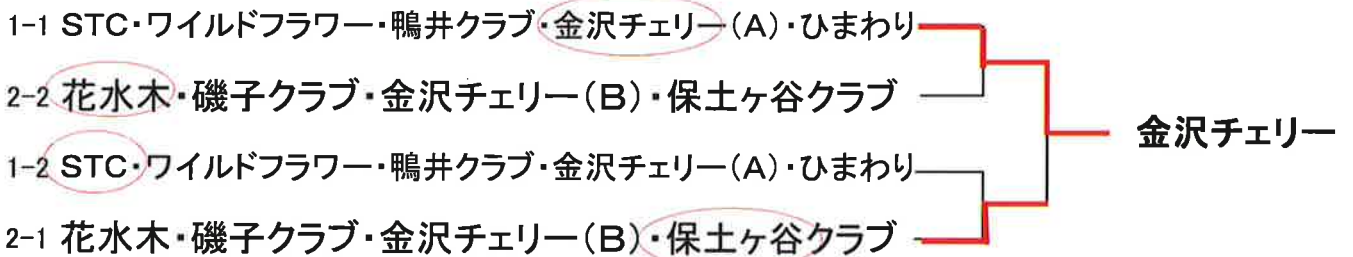 1-1 STC・ワイルドフラワー・鴨井クラブ・金沢チェリー(A)・ひまわり
2-2 花水木・磯子クラブ・金沢チェリー(B)・保土ヶ谷クラブ
金沢チェリー
1-2 STC・ワイルドフラワー・鴨井クラブ・金沢チェリー(A)・ひまわり
2-1 花水木・磯子クラブ・金沢チェリー(B)・保土ヶ谷クラブ